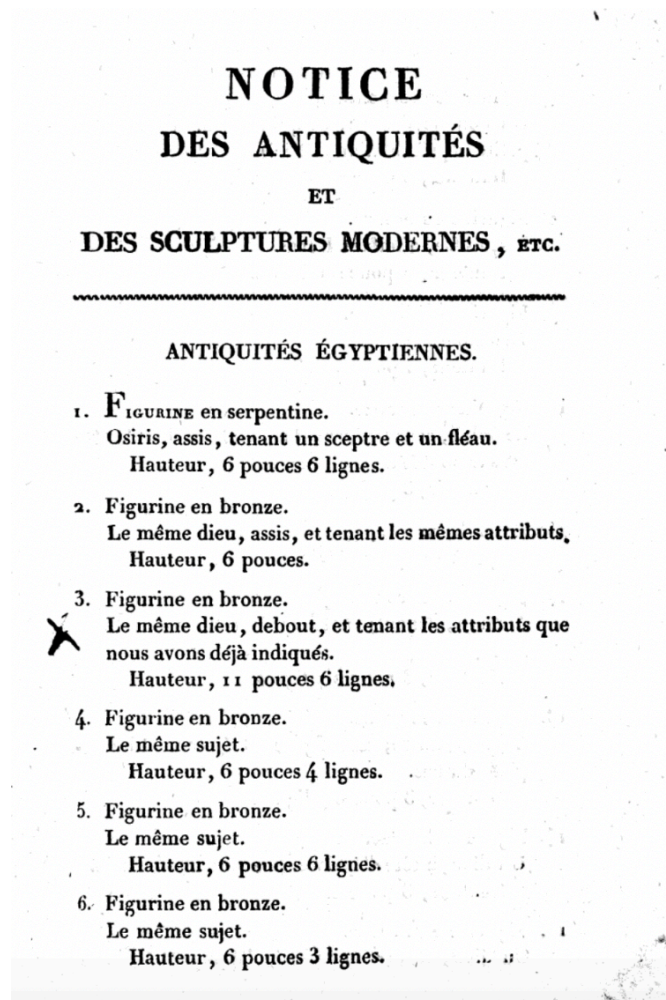 NOTICE
DES ANTIQUITÉS
ET
DES SCULPTURES MODERNES, ETC.
ANTIQUITÉS ÉGYPTIENNES.
1. FIGURINE en serpentine.
Osiris, assis, tenant un sceptre et un fléau.
Hauteur, 6 pouces 6 lignes.
2. Figurine en bronze.
Le même dieu, assis, et tenant les mêmes attributs.
Hauteur, 6 pouces.
3. Figurine en bronze.
Le même dieu, debout, et tenant les attributs que
nous avons déjà indiqués.
Hauteur, 11 pouces 6 lignes.
4. Figurine en bronze.
Le même sujet.
Hauteur, 6 pouces 4 lignes.
5. Figurine en bronze.
Le même sujet.
Hauteur, 6 pouces 6 lignes.
6. Figurine en bronze.
Le même sujet.
Hauteur, 6 pouces 3 lignes.